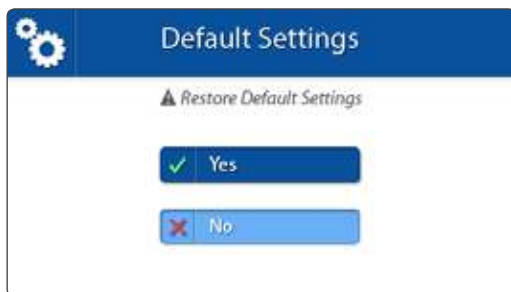 Default Settings
Restore Default Settings
Yes
No